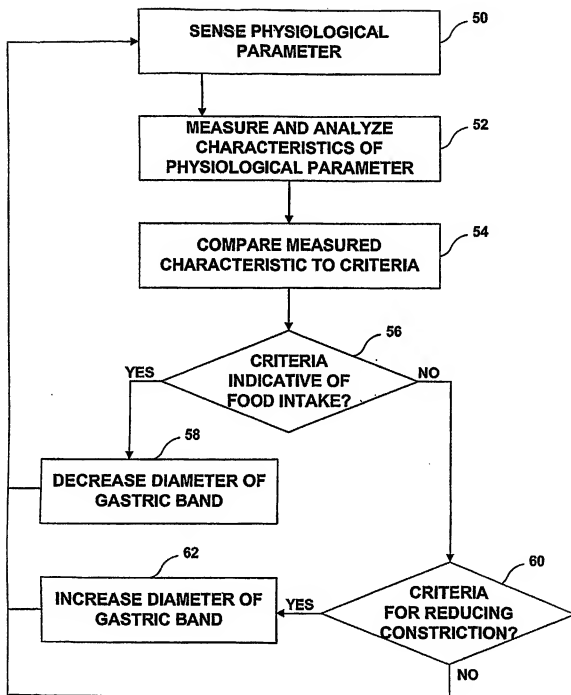 SENSE PHYSIOLOGICAL
PARAMETER
50
MEASURE AND ANALYZE
CHARACTERISTICS OF
PHYSIOLOGICAL PARAMETER
52
COMPARE MEASURED
CHARACTERISTIC TO CRITERIA
54
CRITERIA
INDICATIVE OF
FOOD INTAKE?
56
YES
NO
DECREASE DIAMETER OF
GASTRIC BAND
58
INCREASE DIAMETER OF
GASTRIC BAND
62
YES
CRITERIA
FOR REDUCING
CONSTRICTION?
60
NO